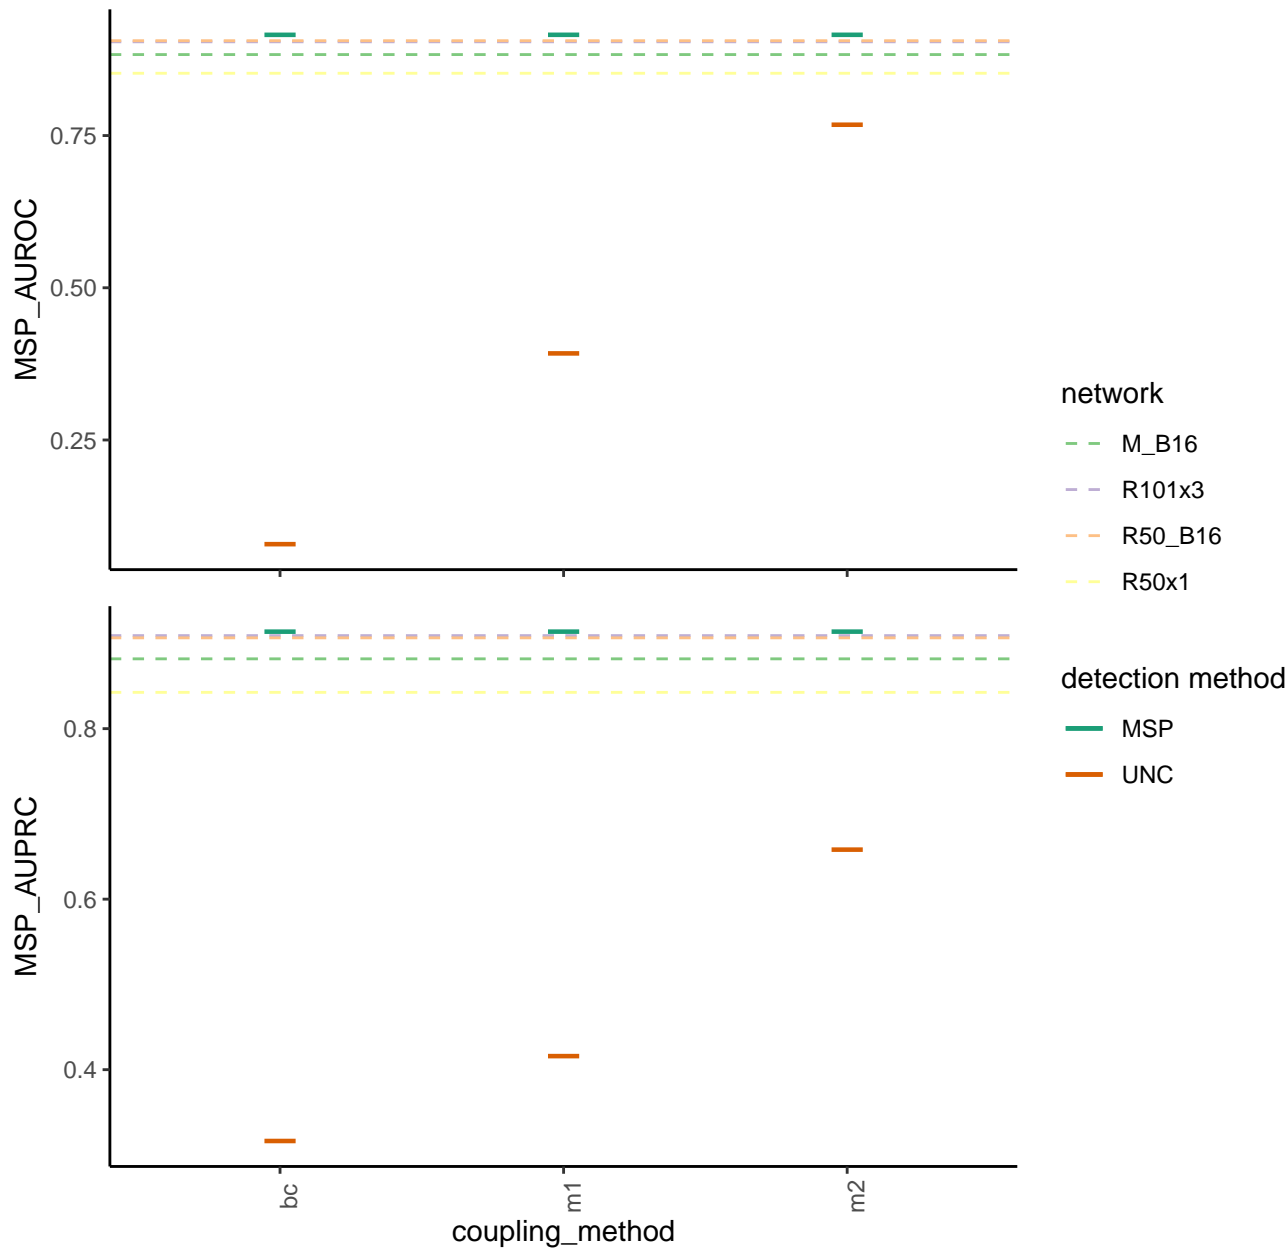 MSP_AUROC
0.75
0.50
0.25
MSP_AUPRC
0.8
0.6
0.4
bc
m1
m2
coupling_method
network
M_B16
R101x3
R50_B16
R50x1
detection method
MSP
UNC